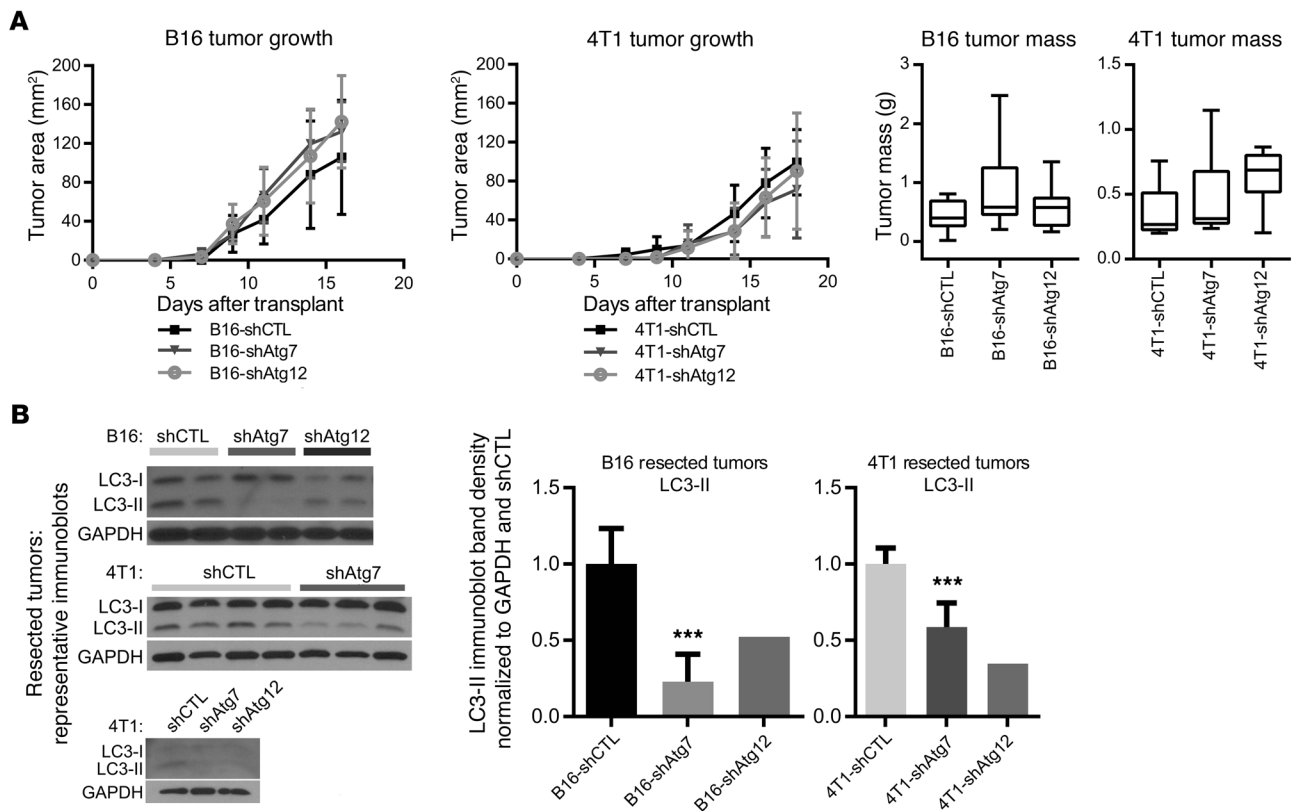 A
B16 tumor growth
Tumor area (mm²)
200
160
120
80
40
0
0
5
10
15
20
Days after transplant
B16-shCTL
B16-shAtg7
B16-shAtg12
4T1 tumor growth
Tumor area (mm²)
200
160
120
80
40
0
0
5
10
15
20
Days after transplant
4T1-shCTL
4T1-shAtg7
4T1-shAtg12
B16 tumor mass
Tumor mass (g)
3
2
1
0
B16-shCTL
B16-shAtg7
B16-shAtg12
4T1 tumor mass
1.5
1.0
0.5
0.0
4T1-shCTL
4T1-shAtg7
4T1-shAtg12
B
Resected tumors:
representative immunoblots
B16: shCTL shAtg7 shAtg12
LC3-I
LC3-II
GAPDH
4T1: shCTL shAtg7
LC3-I
LC3-II
GAPDH
4T1: shCTL shAtg7 shAtg12
LC3-I
LC3-II
GAPDH
LC3-II immunoblot band density
normalized to GAPDH and shCTL
B16 resected tumors
LC3-II
1.5
1.0
0.5
0.0
***
B16-shCTL
B16-shAtg7
B16-shAtg12
4T1 resected tumors
LC3-II
1.5
1.0
0.5
0.0
***
4T1-shCTL
4T1-shAtg7
4T1-shAtg12